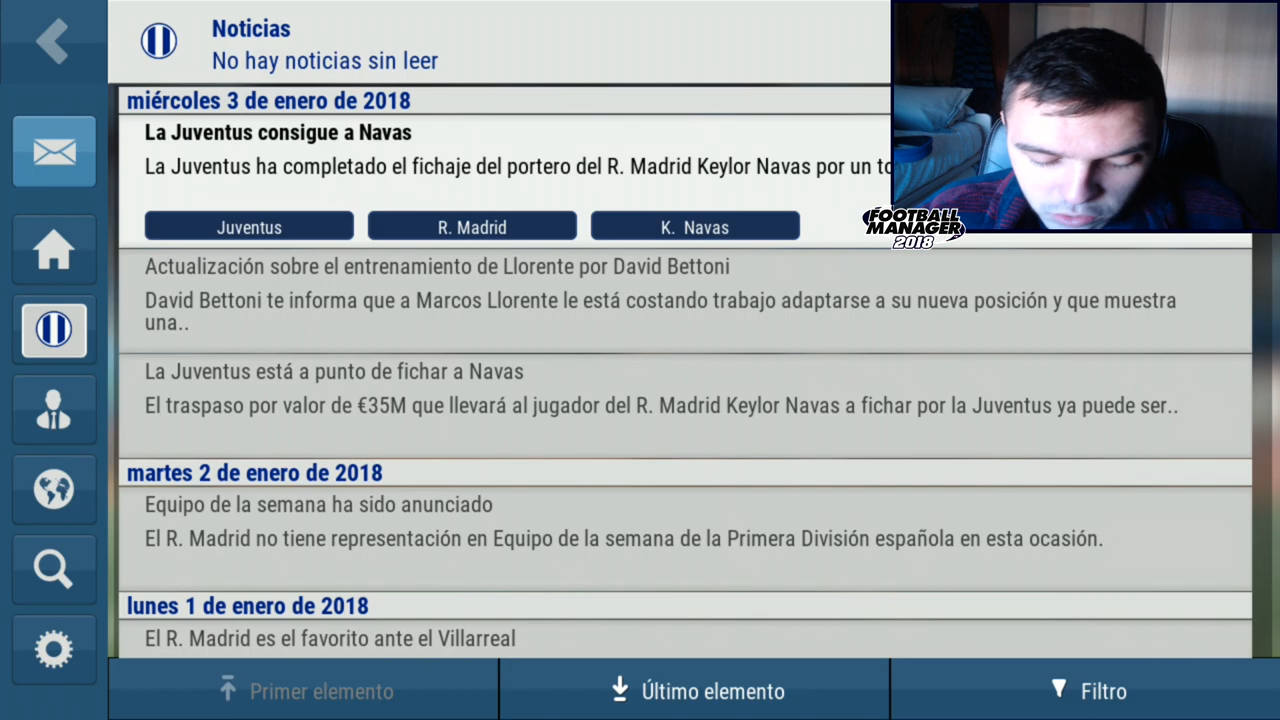 Noticias
No hay noticias sin leer
miércoles 3 de enero de 2018
La Juventus consigue a Navas
La Juventus ha completado el fichaje del portero del R. Madrid Keylor Navas por un to
Juventus
R. Madrid
K. Navas
FOOTBALL
MANAGER
2018
Actualización sobre el entrenamiento de Llorente por David Bettoni
David Bettoni te informa que a Marcos Llorente le está costando trabajo adaptarse a su nueva posición y que muestra
una..
La Juventus está a punto de fichar a Navas
El traspaso por valor de €35M que llevará al jugador del R. Madrid Keylor Navas a fichar por la Juventus ya puede ser..
martes 2 de enero de 2018
Equipo de la semana ha sido anunciado
El R. Madrid no tiene representación en Equipo de la semana de la Primera División española en esta ocasión.
lunes 1 de enero de 2018
El R. Madrid es el favorito ante el Villarreal
Primer elemento
Último elemento
Filtro